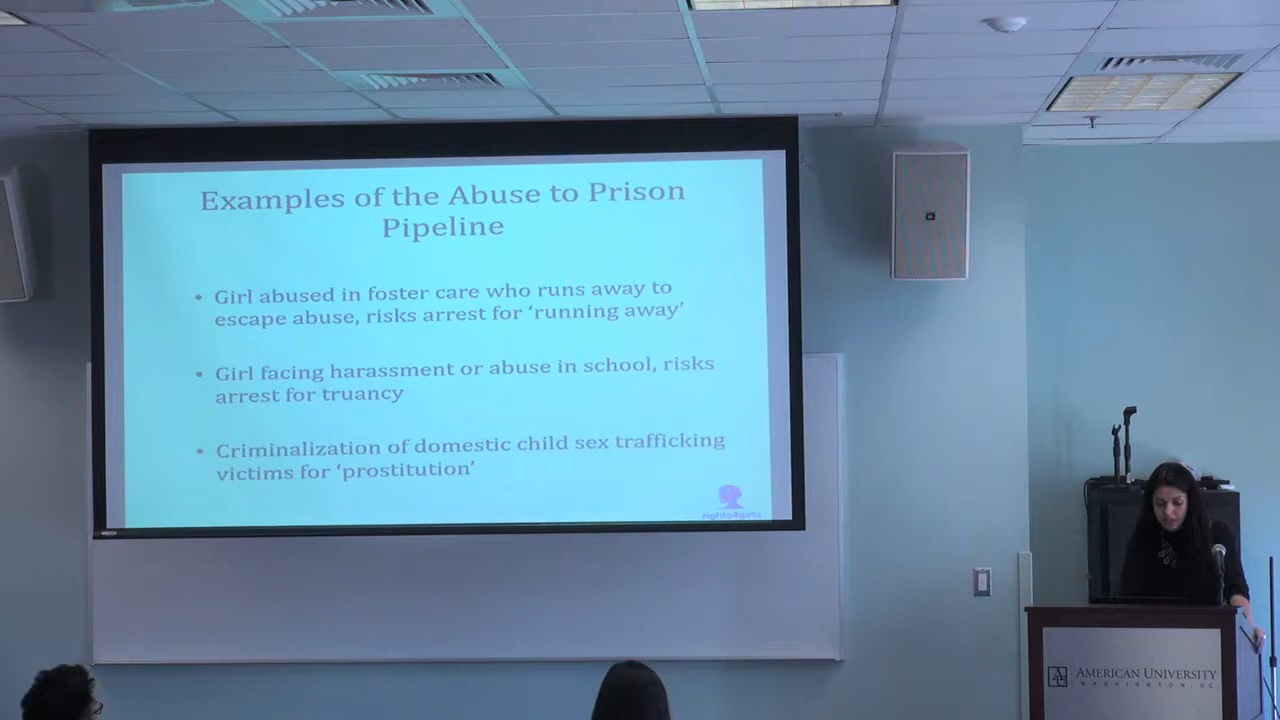 Examples of the Abuse to Prison
Pipeline
• Girl abused in foster care who runs away to
escape abuse, risks arrest for ‘running away’
• Girl facing harassment or abuse in school, risks
arrest for truancy
• Criminalization of domestic child sex trafficking
victims for ‘prostitution’
rights4girls
AMERICAN UNIVERSITY
WASHINGTON, DC